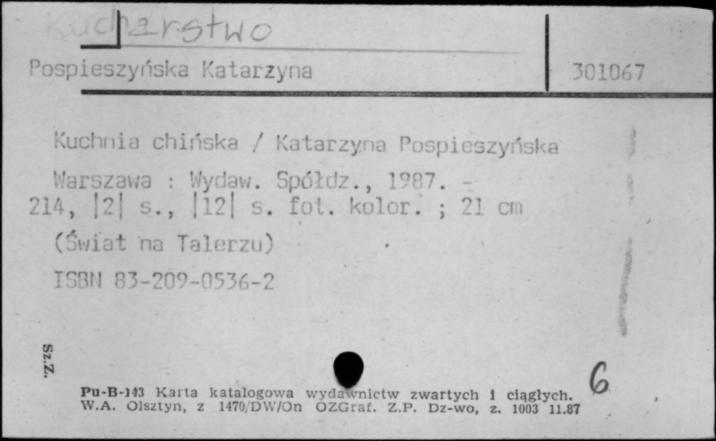 Kucharstwo
Pospieszyńska Katarzyna 301067
Kuchnia chińska / Katarzyna Pospieszyńska
Warszawa : Wydaw. Spółdz., 1987. -
214, |2| s., |12| s. fot. kolor. ; 21 cm
(Świat na Talerzu)
ISBN 83-209-0536-2
Sz.Z.
6
Pu-B-143 Karta katalogowa wydawnictw zwartych i ciągłych.
W.A. Olsztyn, z 1470/DW/On OZGraf. Z.P. Dz-wo, z. 1003 11.87